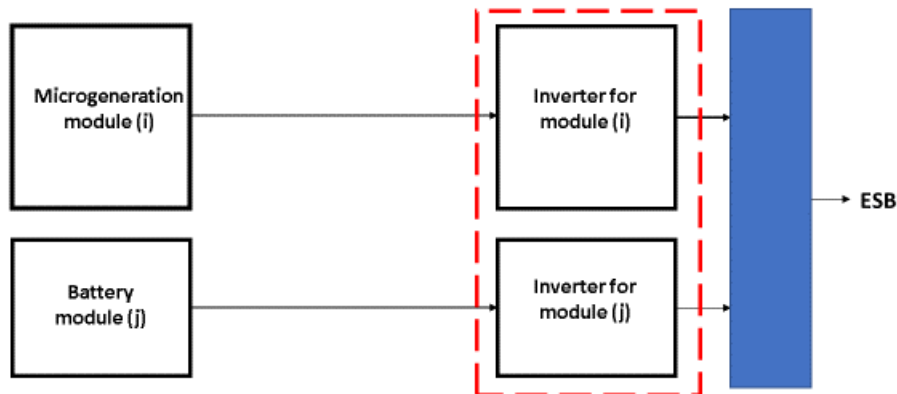 Microgeneration
module (i)
Inverter for
module (i)
ESB
Battery
module (j)
Inverter for
module (j)